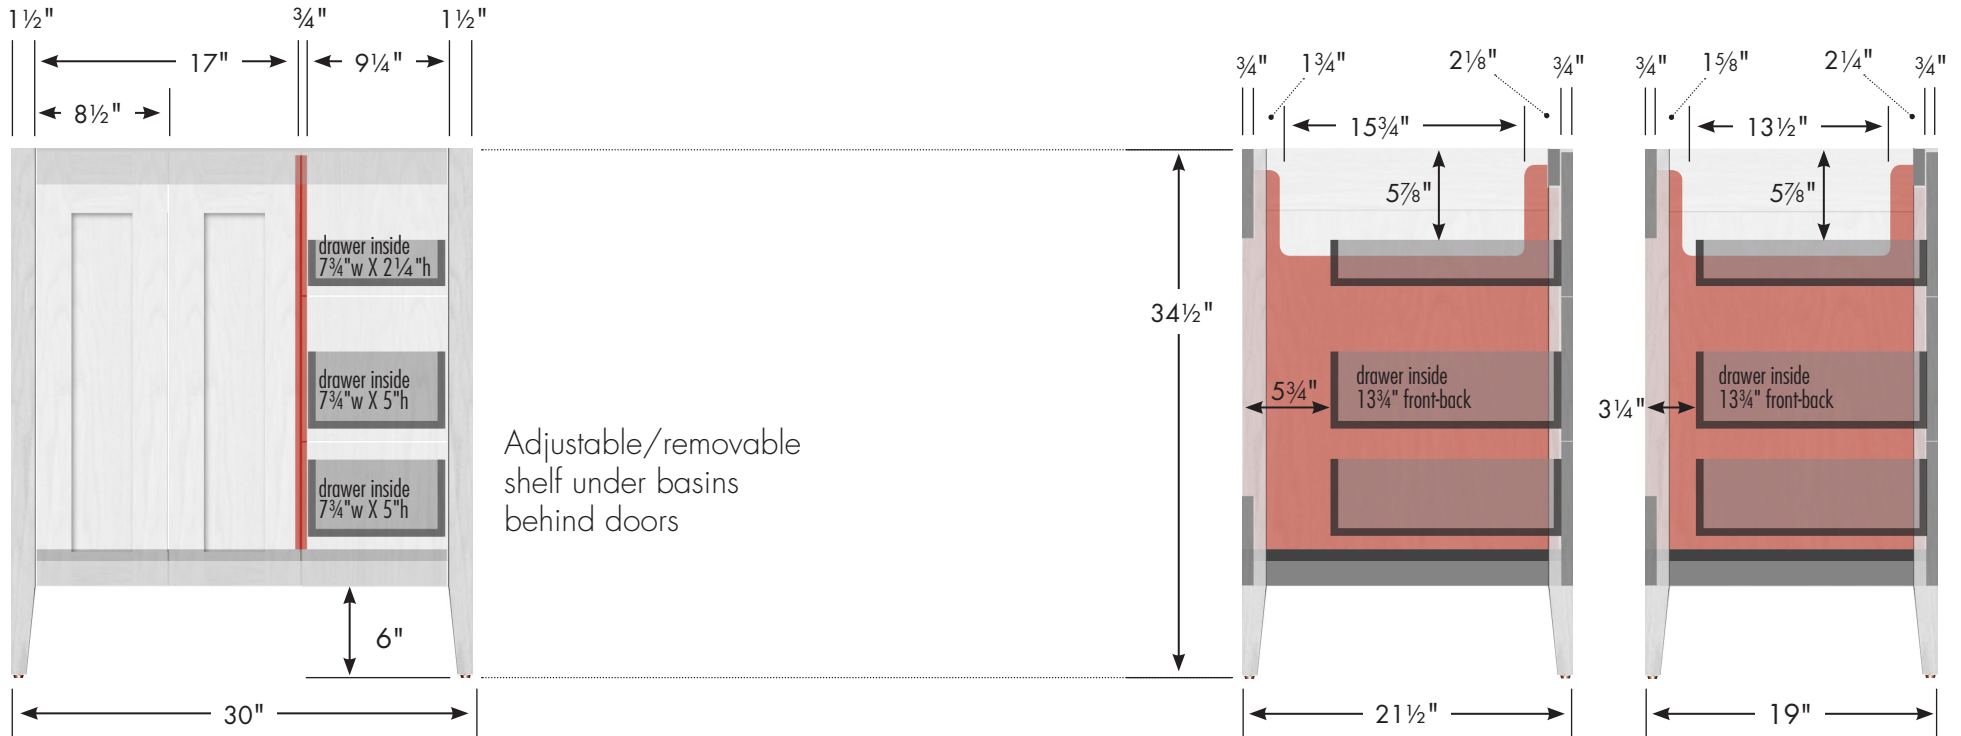 1½" ¾" 1½"
17" 9¼"
8½"
drawer inside
7¾"w X 2¼"h
drawer inside
7¾"w X 5"h
drawer inside
7¾"w X 5"h
6"
30"
Adjustable/removable
shelf under basins
behind doors
34½"
¾" 1¾" 2⅛" ¾"
15¾"
5⅞"
5¾"
drawer inside
13¾" front-back
21½"
¾" 1⅝" 2¼" ¾"
13½"
5⅞"
3¼"
drawer inside
13¾" front-back
19"